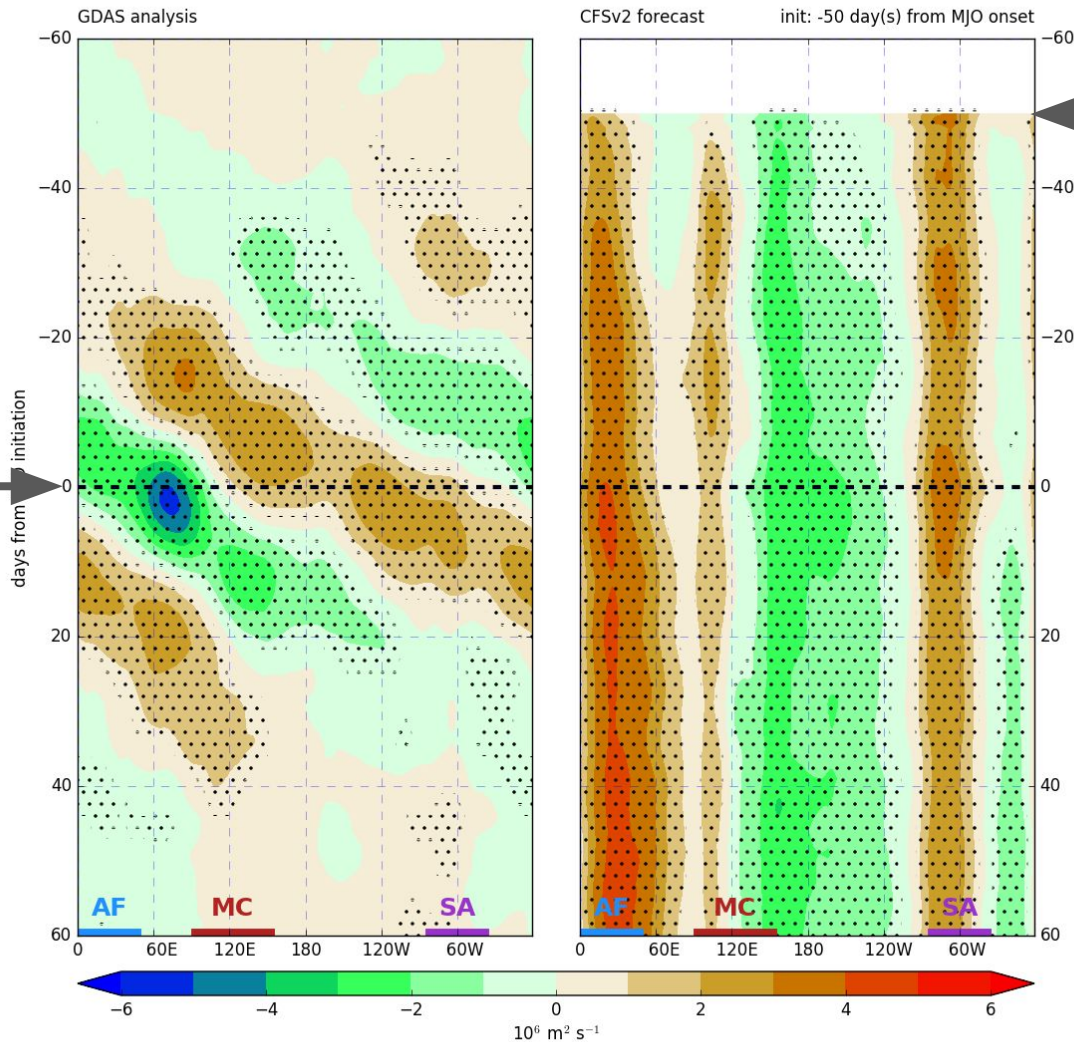 GDAS analysis
CFSv2 forecast init: -50 day(s) from MJO onset
−60 −60
−40 −40
−20 −20
days from initiation
0 0
20 20
40 40
AF MC SA AF MC SA
60 60
0 60E 120E 180 120W 60W 0 60E 120E 180 120W 60W
−6 −4 −2 0 2 4 6
10⁶ m² s⁻¹